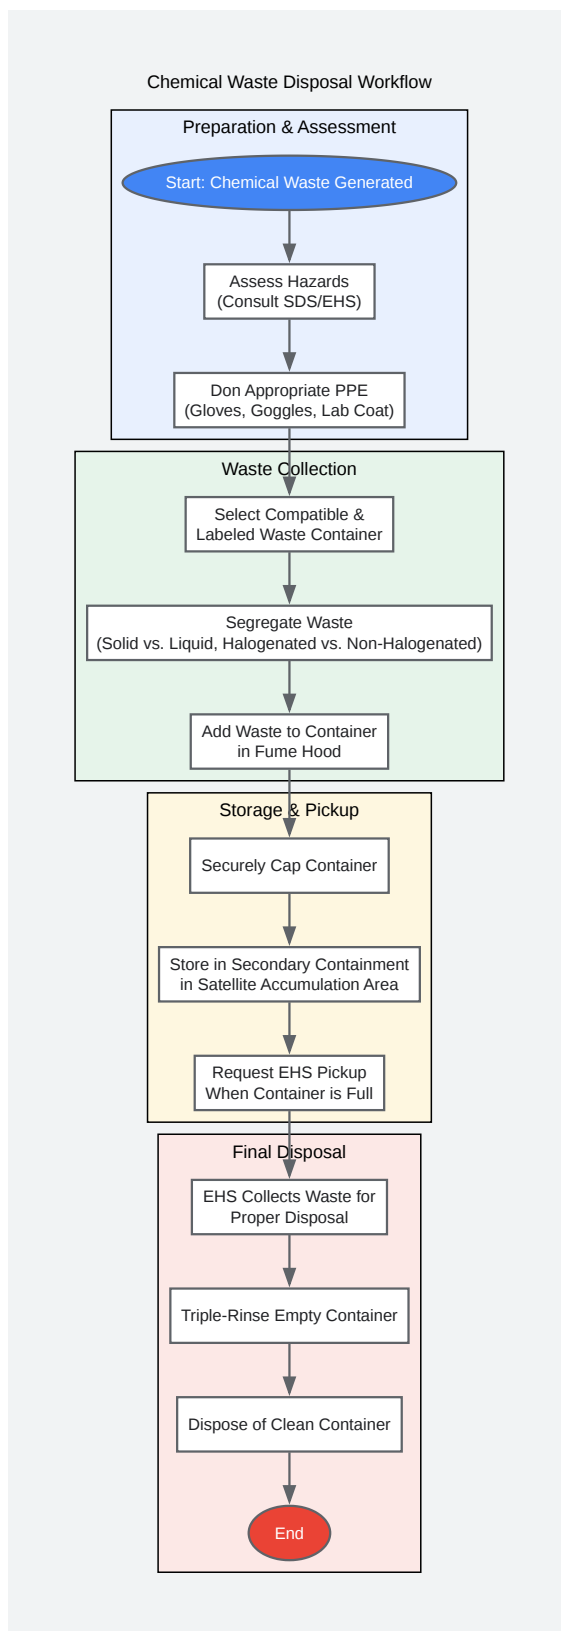 Chemical Waste Disposal Workflow
Preparation & Assessment
Start: Chemical Waste Generated
Assess Hazards
(Consult SDS/EHS)
Don Appropriate PPE
(Gloves, Goggles, Lab Coat)
Waste Collection
Select Compatible &
Labeled Waste Container
Segregate Waste
(Solid vs. Liquid, Halogenated vs. Non-Halogenated)
Add Waste to Container
in Fume Hood
Storage & Pickup
Securely Cap Container
Store in Secondary Containment
in Satellite Accumulation Area
Request EHS Pickup
When Container is Full
Final Disposal
EHS Collects Waste for
Proper Disposal
Triple-Rinse Empty Container
Dispose of Clean Container
End